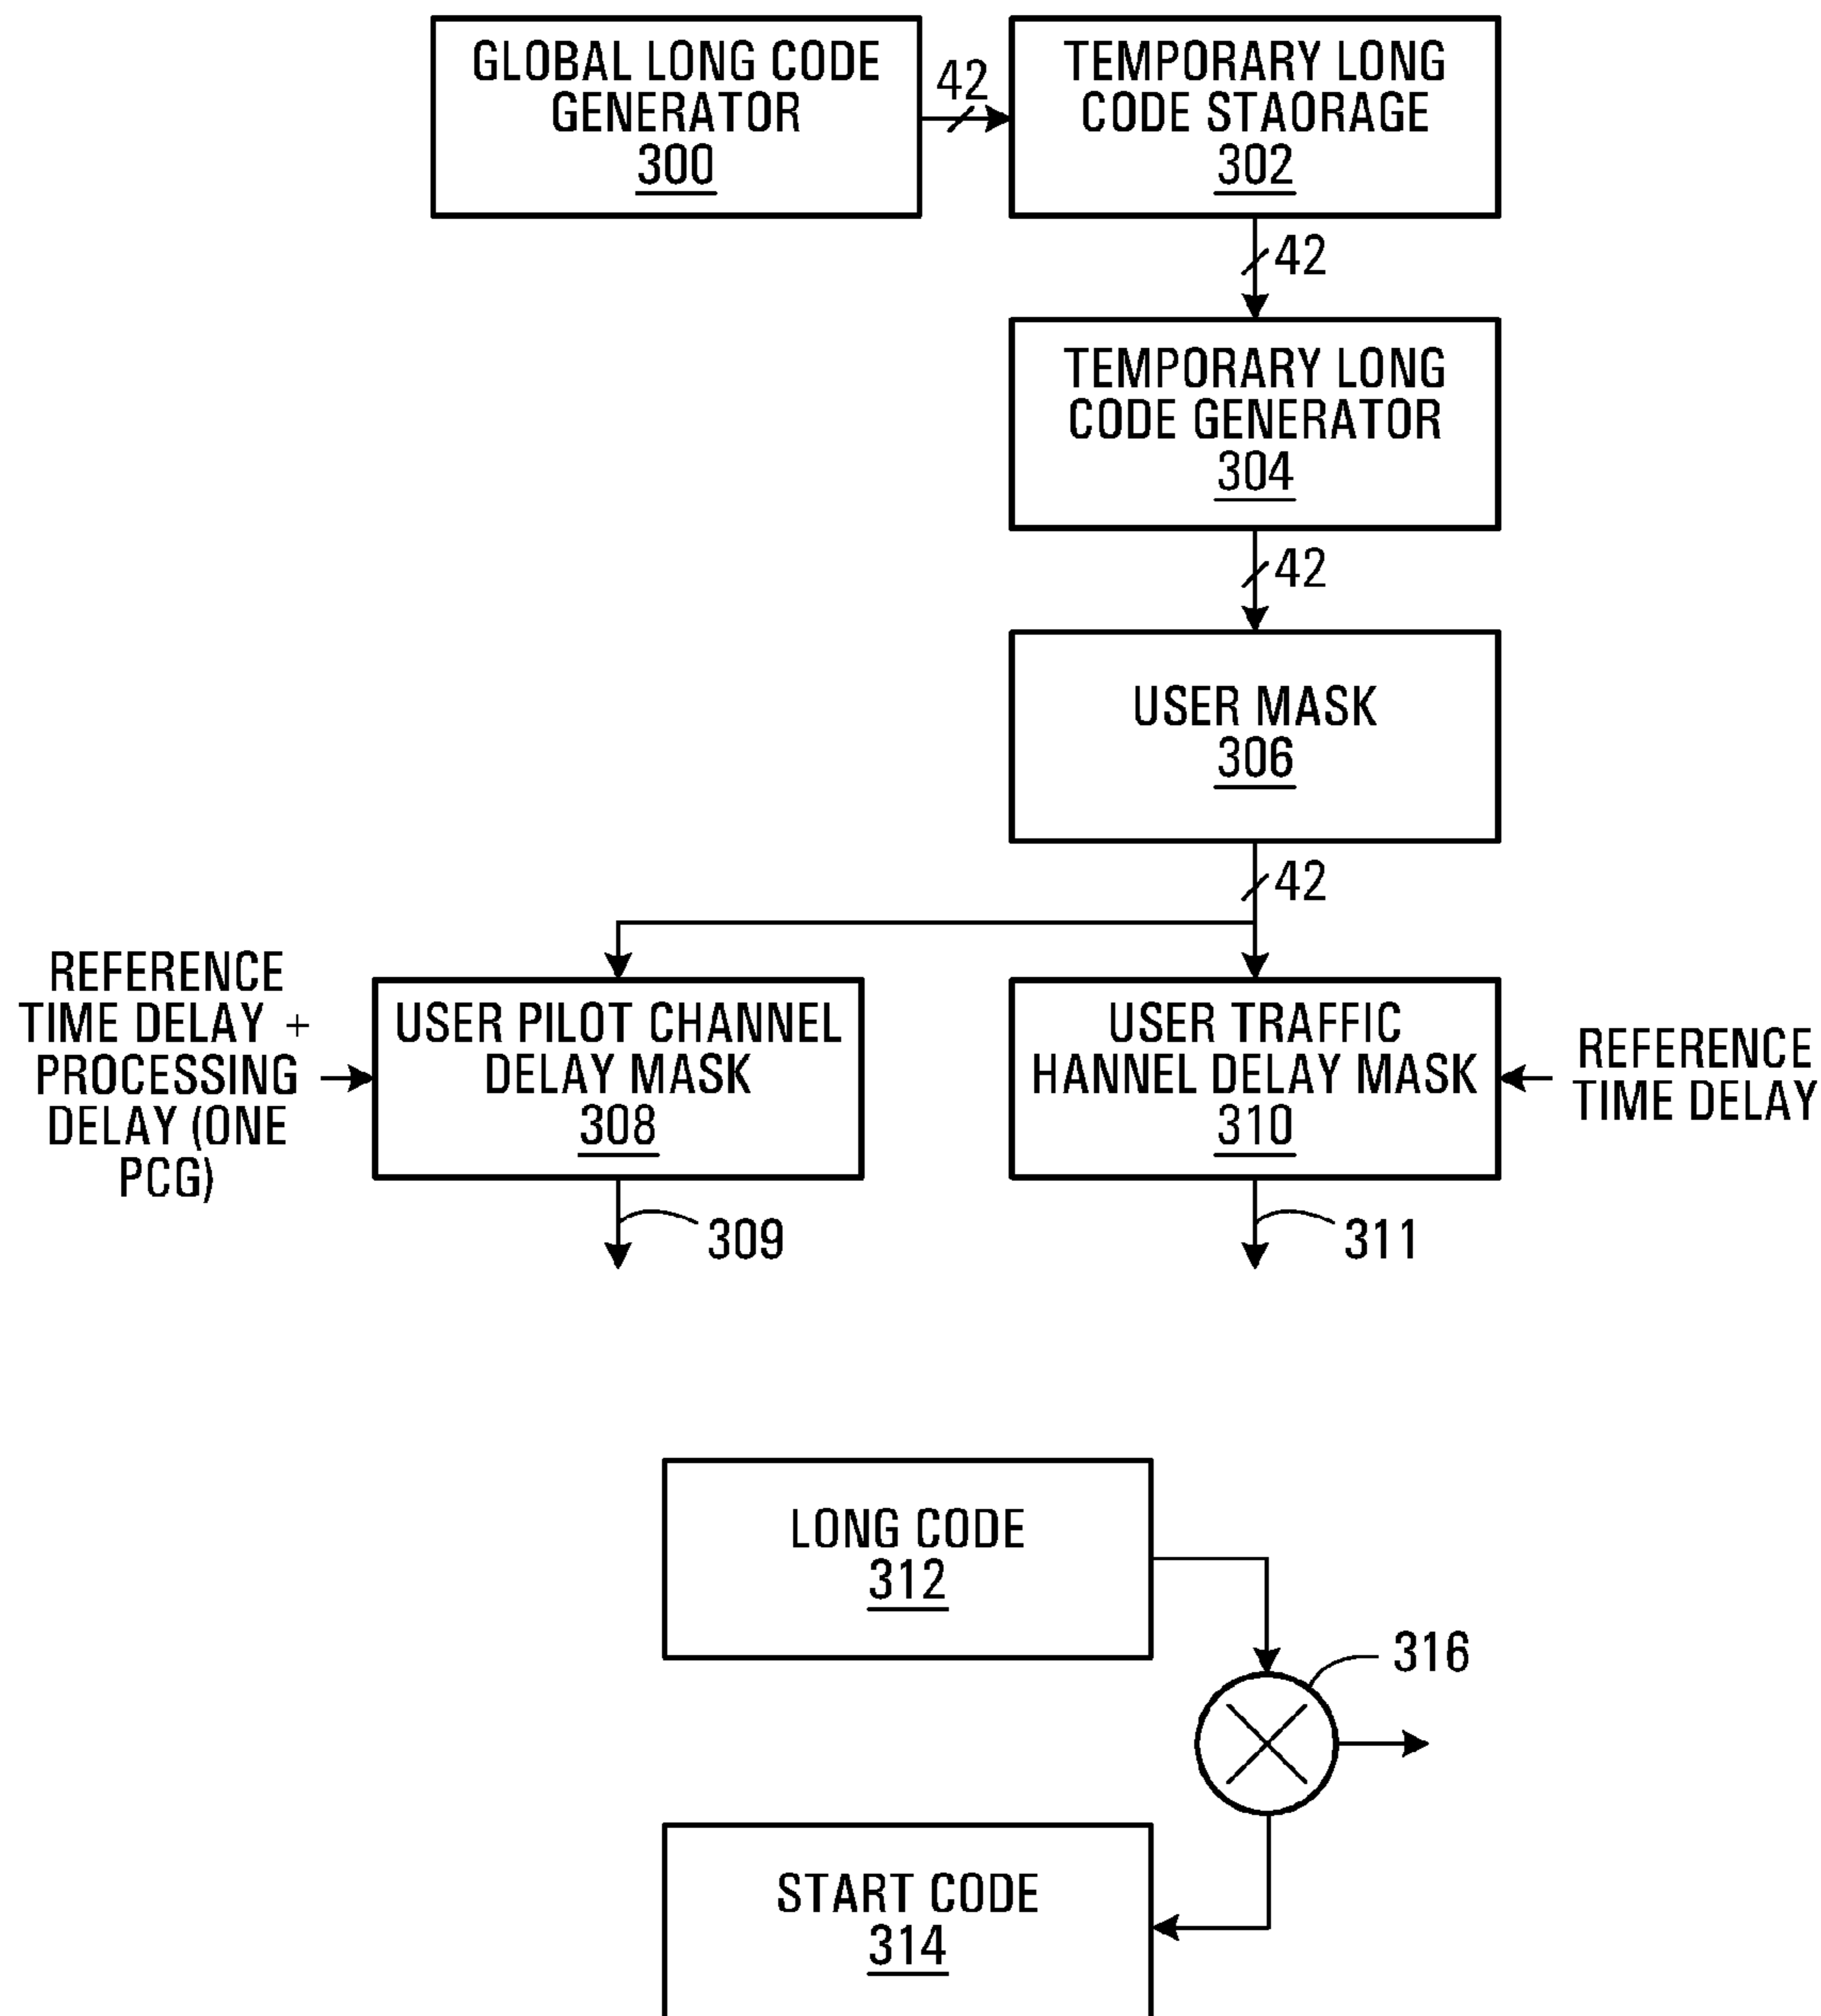 GLOBAL LONG CODE
GENERATOR
300
42
TEMPORARY LONG
CODE STAORAGE
302
42
TEMPORARY LONG
CODE GENERATOR
304
42
USER MASK
306
42
REFERENCE
TIME DELAY +
PROCESSING
DELAY (ONE
PCG)
USER PILOT CHANNEL
DELAY MASK
308
USER TRAFFIC
HANNEL DELAY MASK
310
REFERENCE
TIME DELAY
309
311
LONG CODE
312
316
START CODE
314